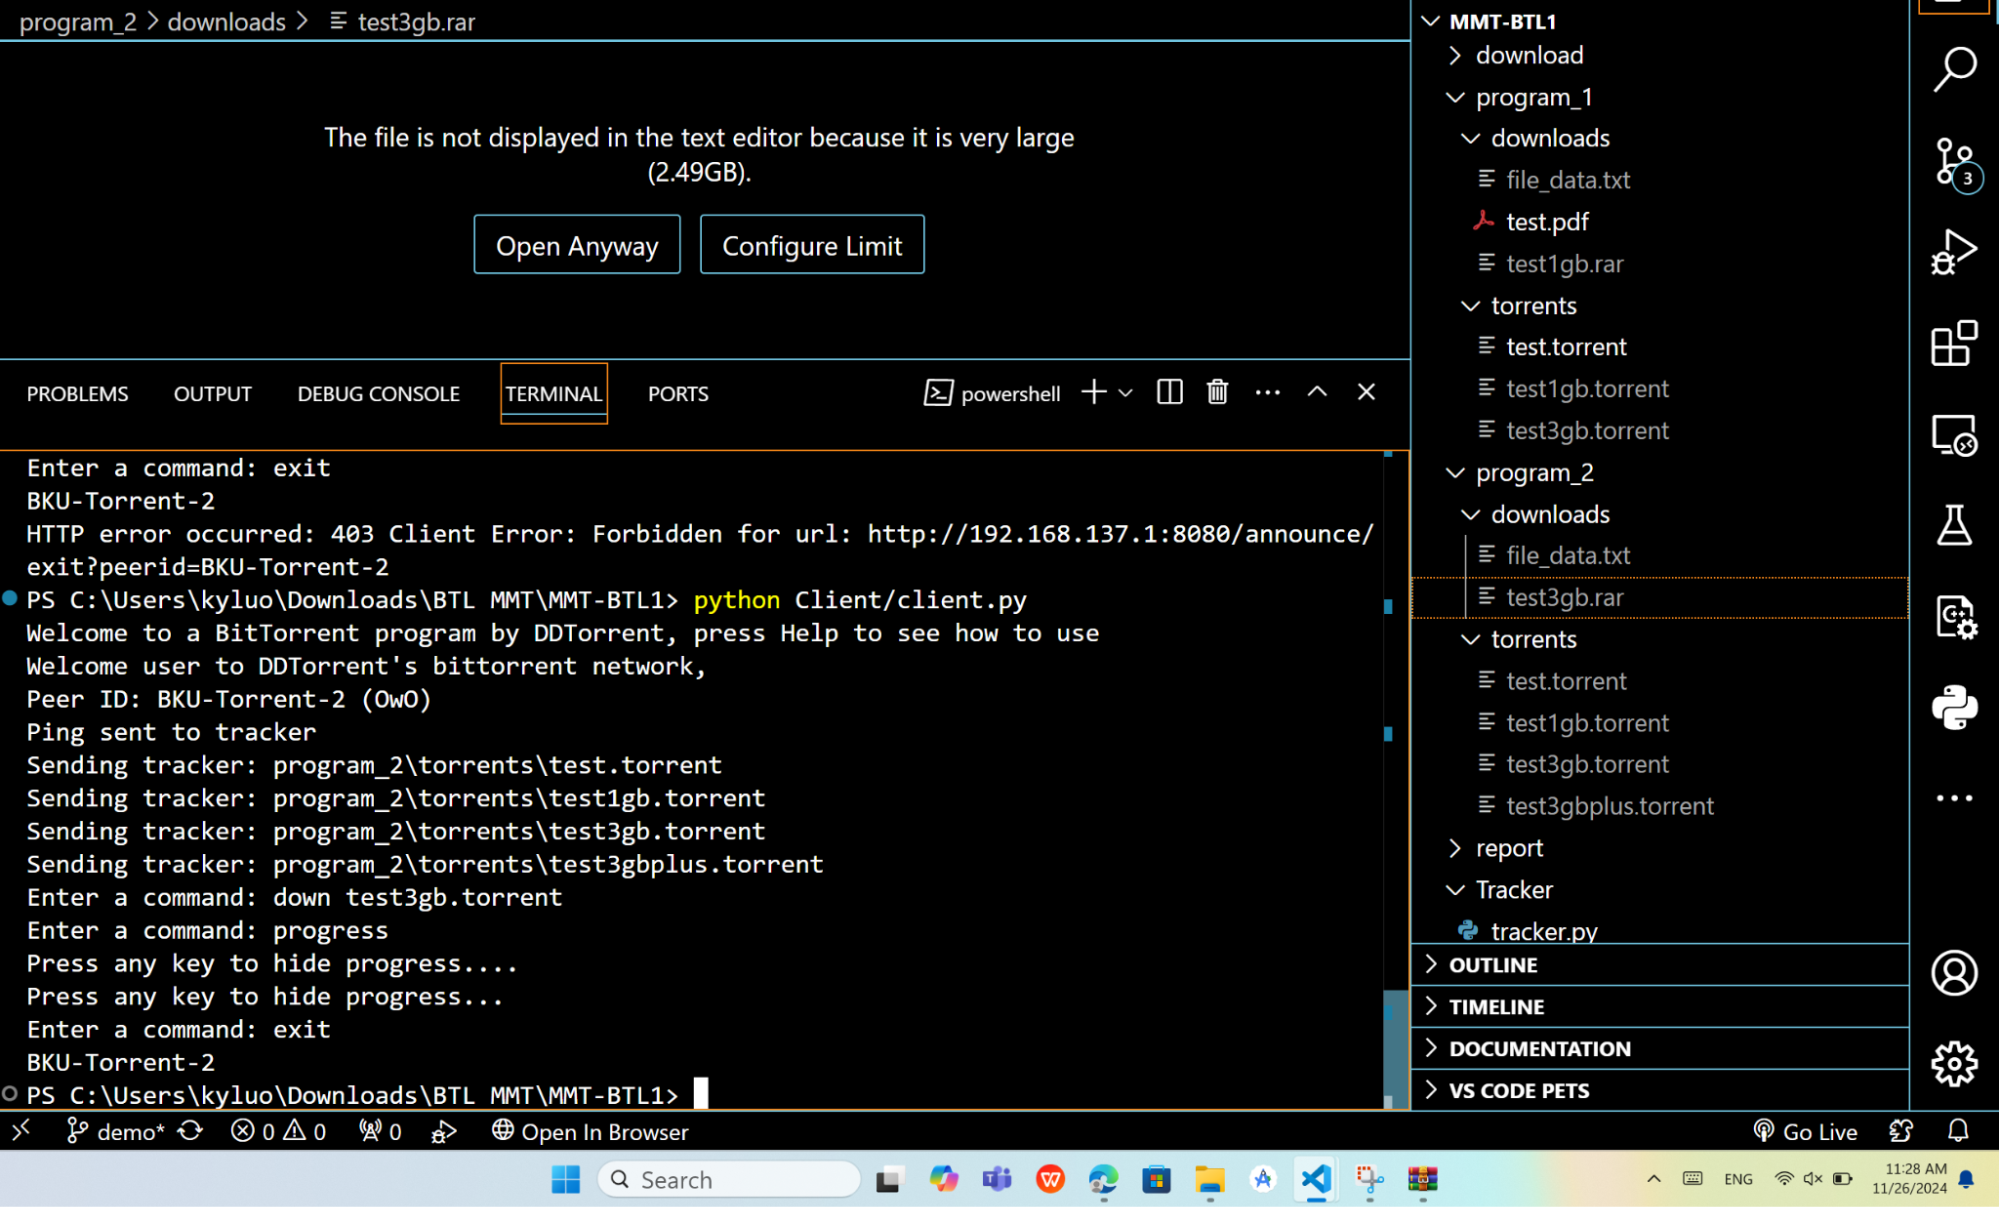 program_2 > downloads > test3gb.rar
The file is not displayed in the text editor because it is very large
(2.49GB).
Open Anyway
Configure Limit
PROBLEMS
OUTPUT
DEBUG CONSOLE
TERMINAL
PORTS
powershell
Enter a command: exit
BKU-Torrent-2
HTTP error occurred: 403 Client Error: Forbidden for url: http://192.168.137.1:8080/announce/
exit?peerid=BKU-Torrent-2
PS C:\Users\kyluo\Downloads\BTL MMT\MMT-BTL1> python Client/client.py
Welcome to a BitTorrent program by DDTorrent, press Help to see how to use
Welcome user to DDTorrent's bittorrent network,
Peer ID: BKU-Torrent-2 (OwO)
Ping sent to tracker
Sending tracker: program_2\torrents\test.torrent
Sending tracker: program_2\torrents\test1gb.torrent
Sending tracker: program_2\torrents\test3gb.torrent
Sending tracker: program_2\torrents\test3gbplus.torrent
Enter a command: down test3gb.torrent
Enter a command: progress
Press any key to hide progress....
Press any key to hide progress...
Enter a command: exit
BKU-Torrent-2
PS C:\Users\kyluo\Downloads\BTL MMT\MMT-BTL1>
MMT-BTL1
download
program_1
downloads
file_data.txt
test.pdf
test1gb.rar
torrents
test.torrent
test1gb.torrent
test3gb.torrent
program_2
downloads
file_data.txt
test3gb.rar
torrents
test.torrent
test1gb.torrent
test3gb.torrent
test3gbplus.torrent
report
Tracker
tracker.py
OUTLINE
TIMELINE
DOCUMENTATION
VS CODE PETS
3
demo*
0
0
0
Open In Browser
Go Live
Search
ENG
11:28 AM
11/26/2024